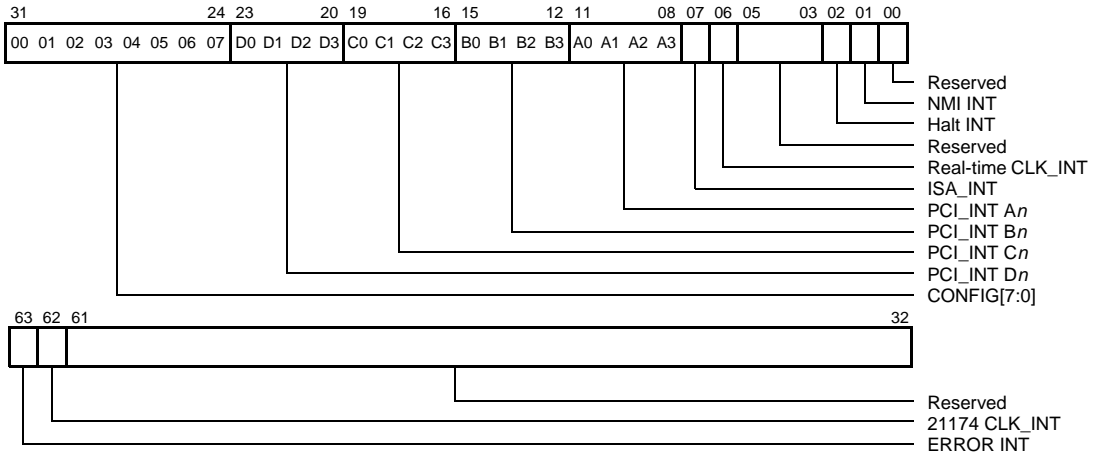 31 24 23 20 19 16 15 12 11 08 07 06 05 03 02 01 00
00 01 02 03 04 05 06 07 D0 D1 D2 D3 C0 C1 C2 C3 B0 B1 B2 B3 A0 A1 A2 A3
Reserved
NMI INT
Halt INT
Reserved
Real-time CLK_INT
ISA_INT
PCI_INT An
PCI_INT Bn
PCI_INT Cn
PCI_INT Dn
CONFIG[7:0]
63 62 61 32
Reserved
21174 CLK_INT
ERROR INT